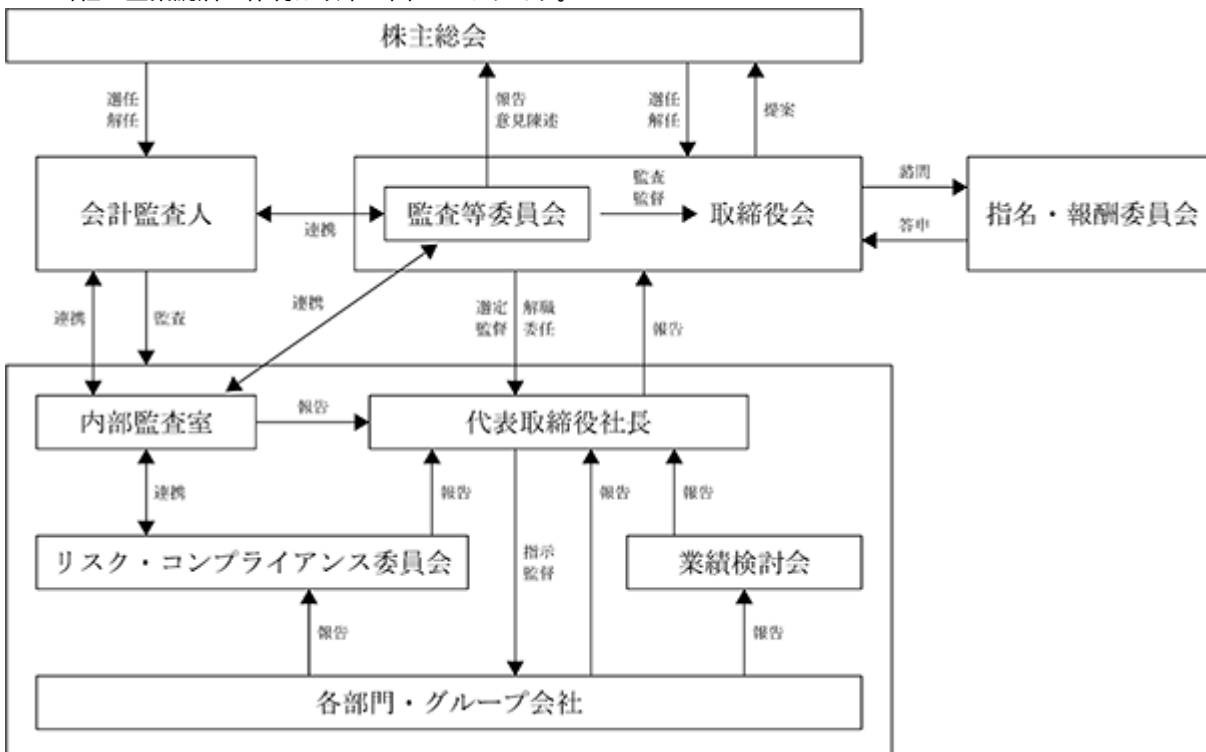 株主総会
選任
解任
報告
意見陳述
選任
解任
提案
会計監査人
監査等委員会
監査
監督
取締役会
諮問
答申
指名・報酬委員会
連携
連携
監査
連携
選定
監督
解職
委任
報告
内部監査室
報告
代表取締役社長
連携
報告
報告
報告
リスク・コンプライアンス委員会
指示
監督
業績検討会
報告
報告
各部門・グループ会社